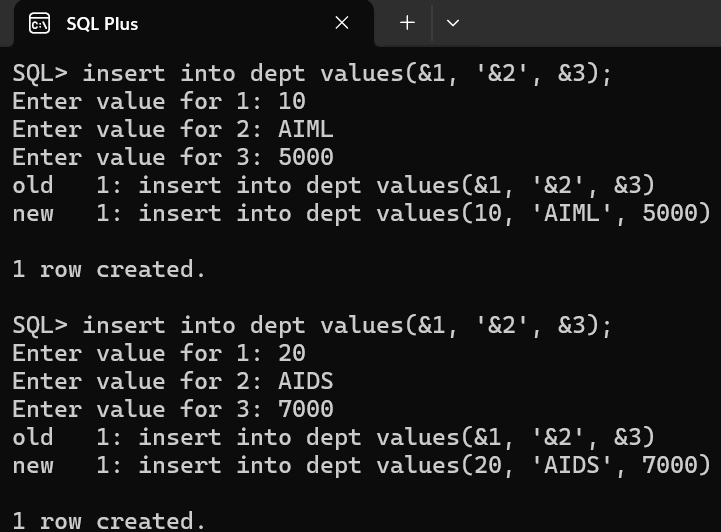 SQL Plus
SQL> insert into dept values(&1, '&2', &3);
Enter value for 1: 10
Enter value for 2: AIML
Enter value for 3: 5000
old   1: insert into dept values(&1, '&2', &3)
new   1: insert into dept values(10, 'AIML', 5000)
1 row created.
SQL> insert into dept values(&1, '&2', &3);
Enter value for 1: 20
Enter value for 2: AIDS
Enter value for 3: 7000
old   1: insert into dept values(&1, '&2', &3)
new   1: insert into dept values(20, 'AIDS', 7000)
1 row created.